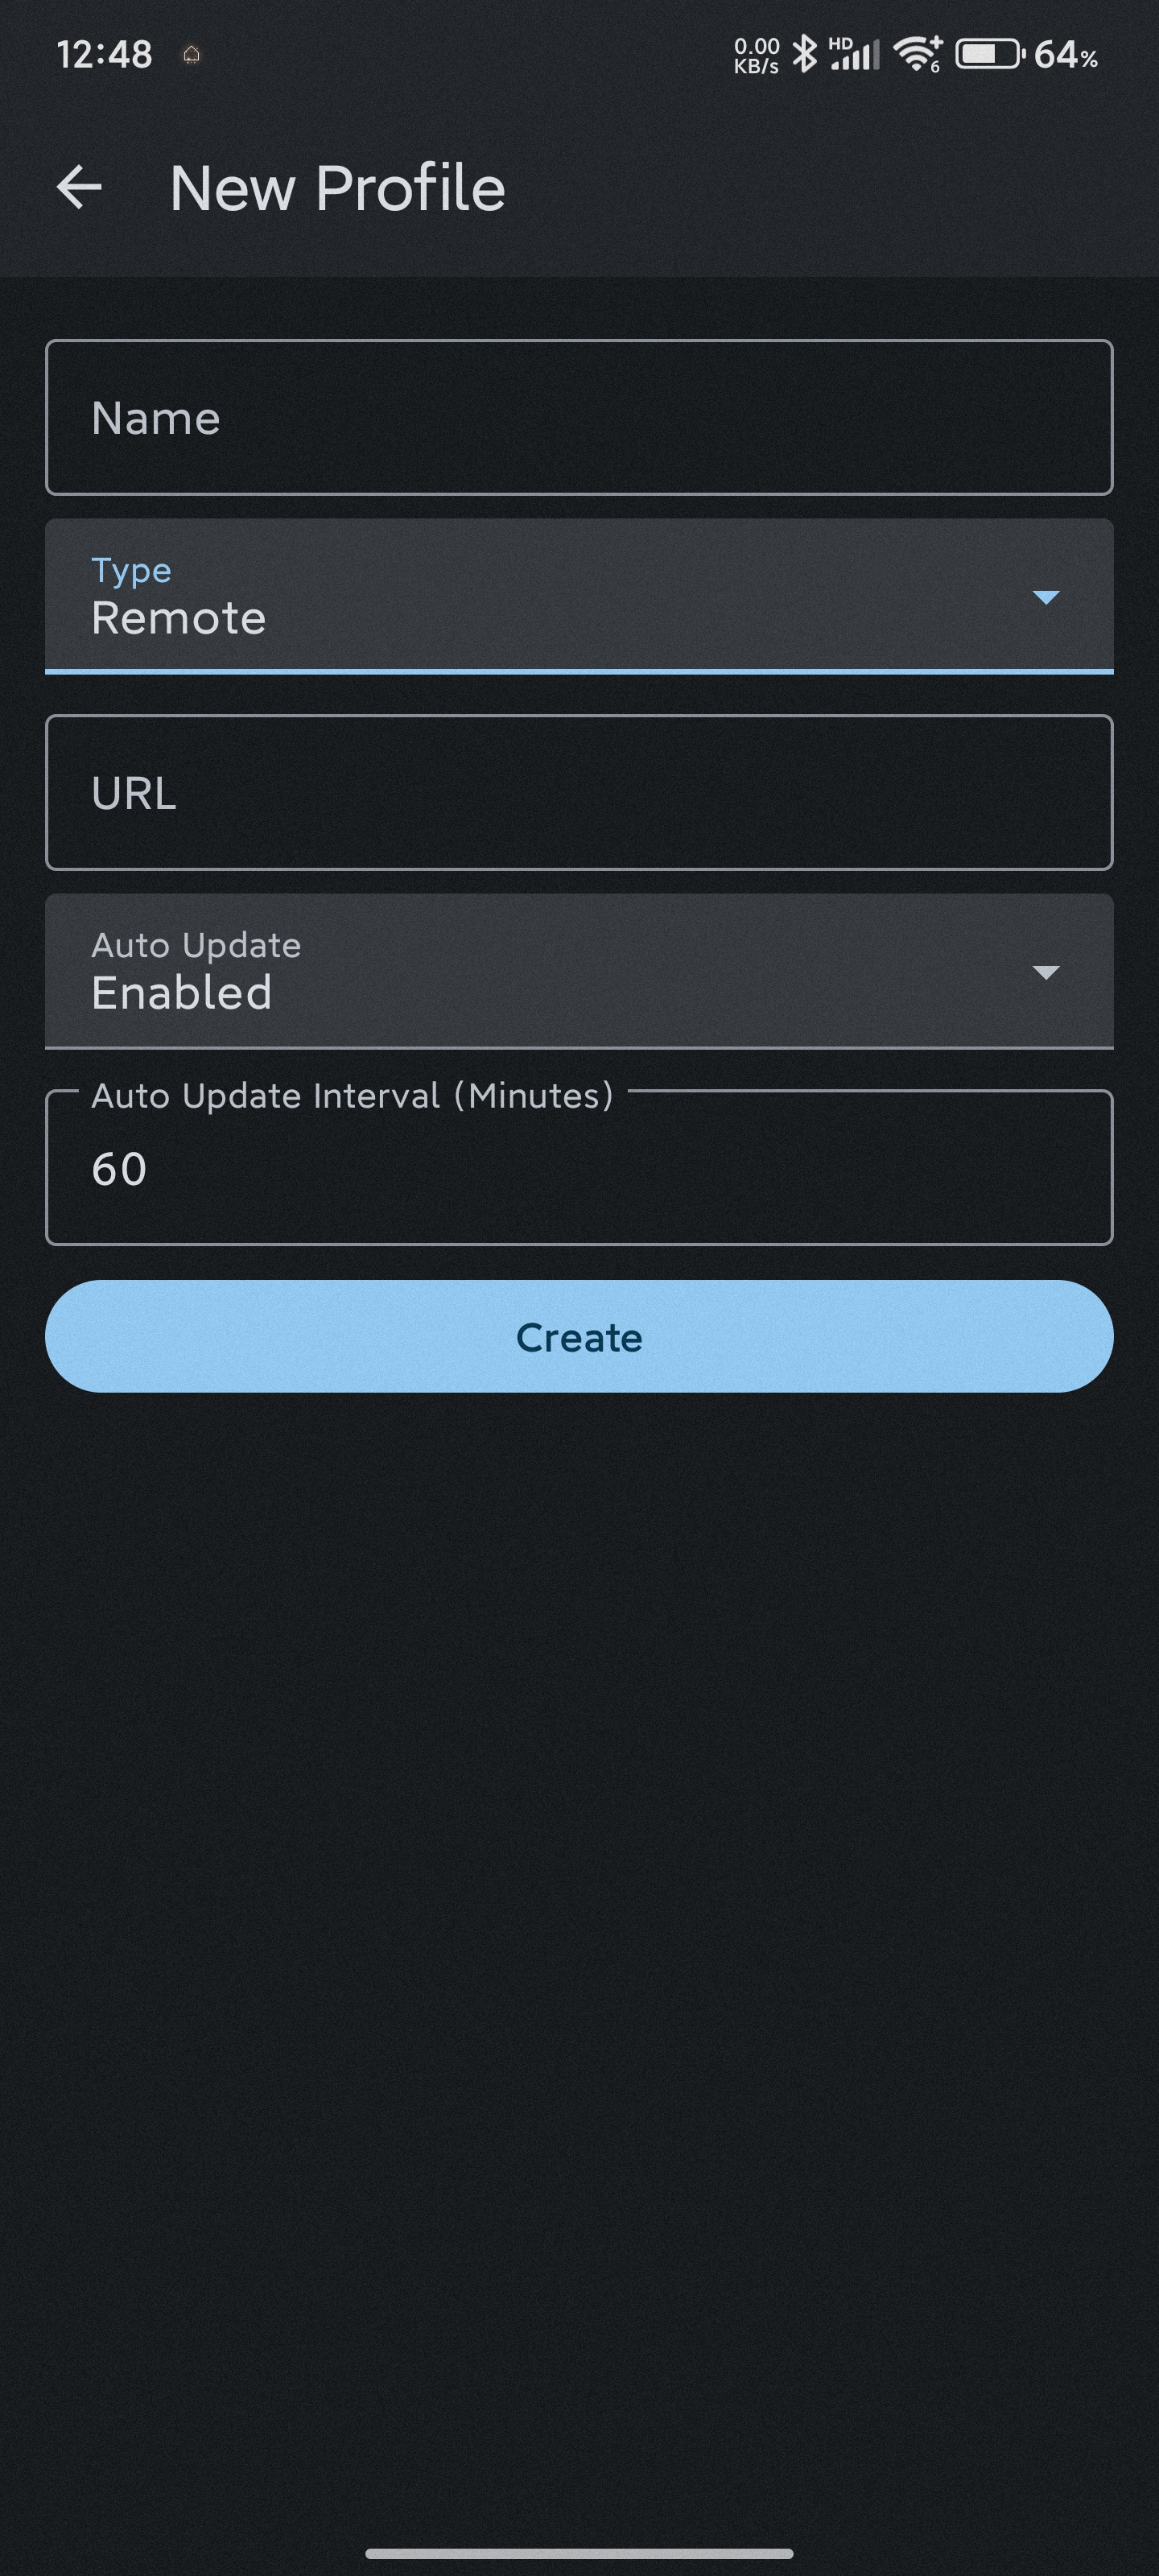 12:48
0.00
KB/s
HD
6
64%
New Profile
Name
Type
Remote
URL
Auto Update
Enabled
Auto Update Interval (Minutes)
60
Create